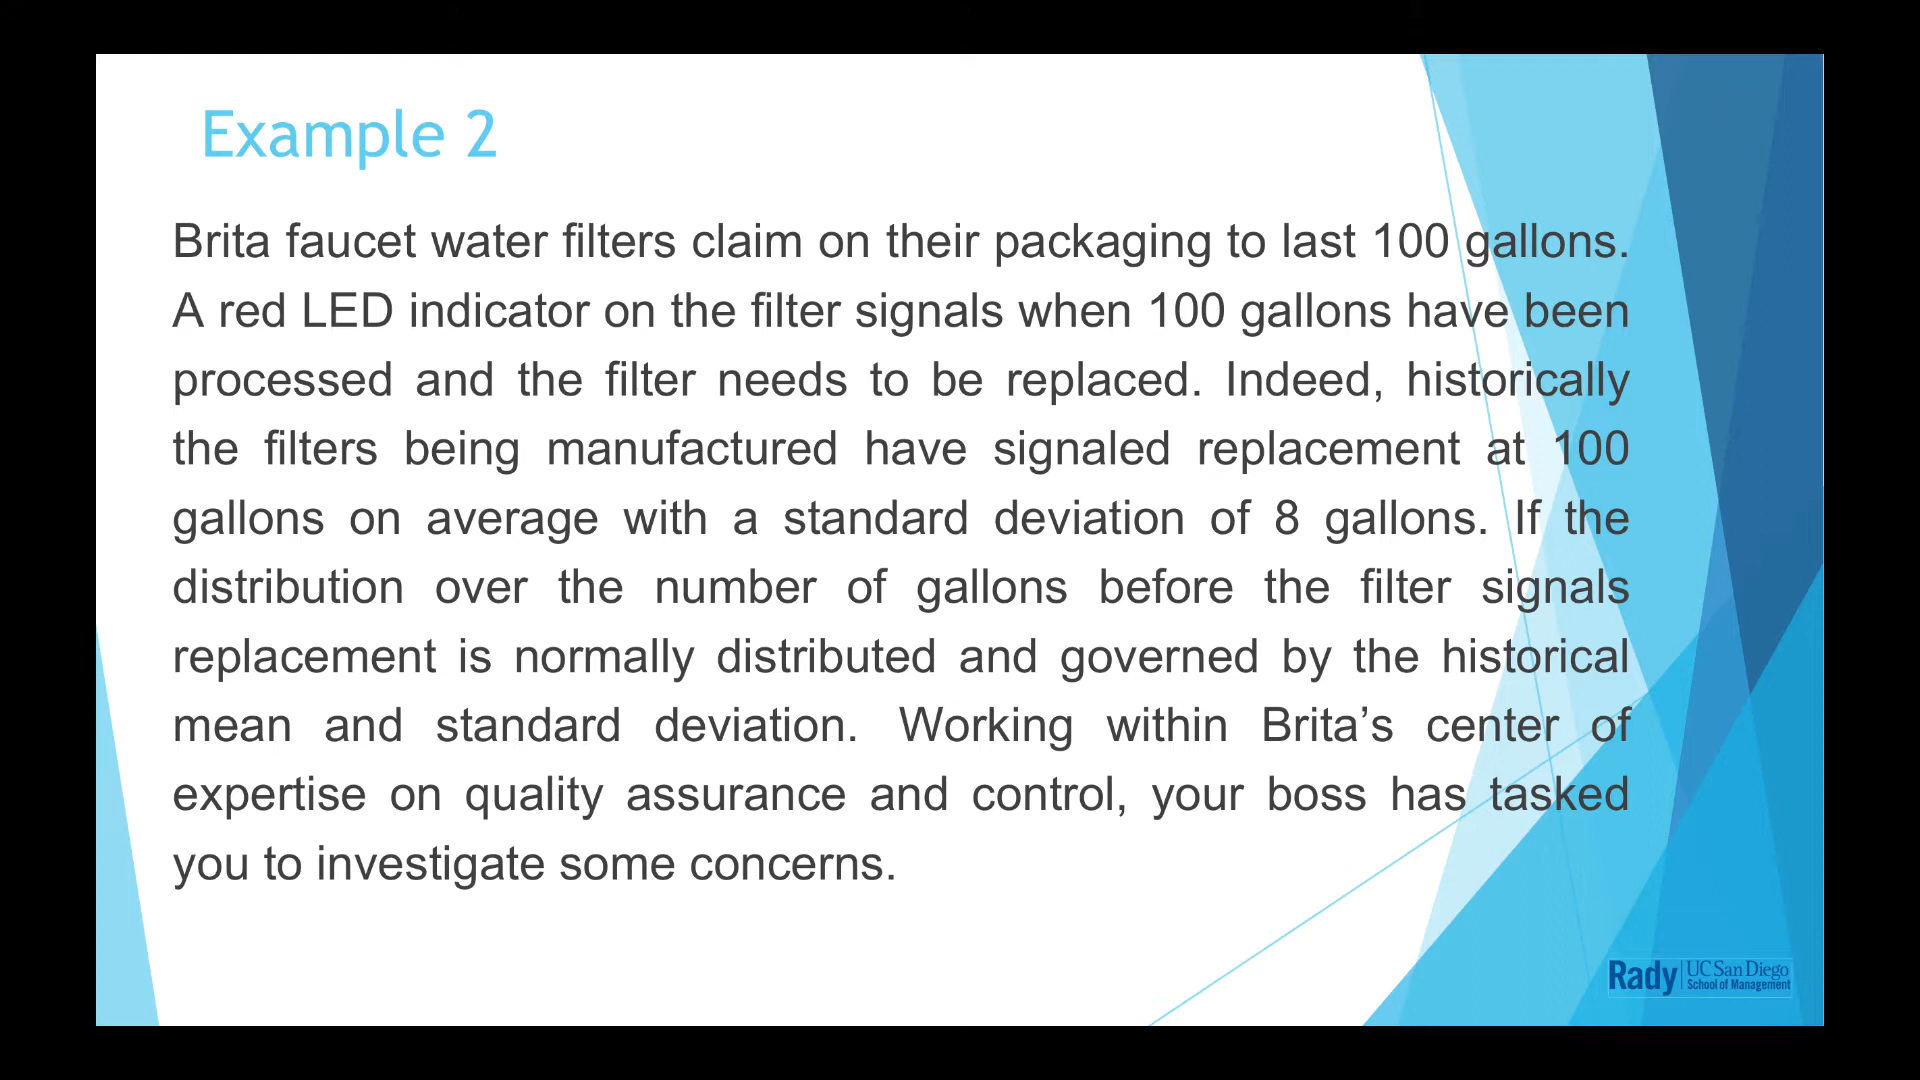 Example 2
Brita faucet water filters claim on their packaging to last 100 gallons.
A red LED indicator on the filter signals when 100 gallons have been
processed and the filter needs to be replaced. Indeed, historically
the filters being manufactured have signaled replacement at 100
gallons on average with a standard deviation of 8 gallons. If the
distribution over the number of gallons before the filter signals
replacement is normally distributed and governed by the historical
mean and standard deviation. Working within Brita’s center of
expertise on quality assurance and control, your boss has tasked
you to investigate some concerns.
Rady UC San Diego
School of Management